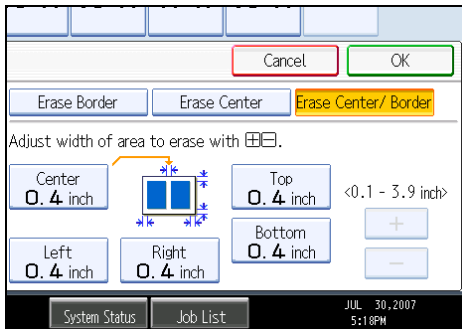 Cancel OK
Erase Border Erase Center Erase Center/ Border
Adjust width of area to erase with ⊞⊟.
Center
0.4 inch
Top
0.4 inch
<0.1 - 3.9 inch>
+
Bottom
0.4 inch
Left
0.4 inch
Right
0.4 inch
−
System Status Job List JUL 30,2007
5:18PM